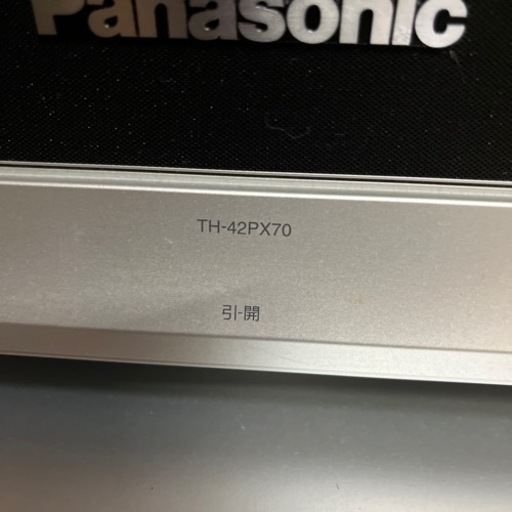 Panasonic
TH-42PX70
引-開